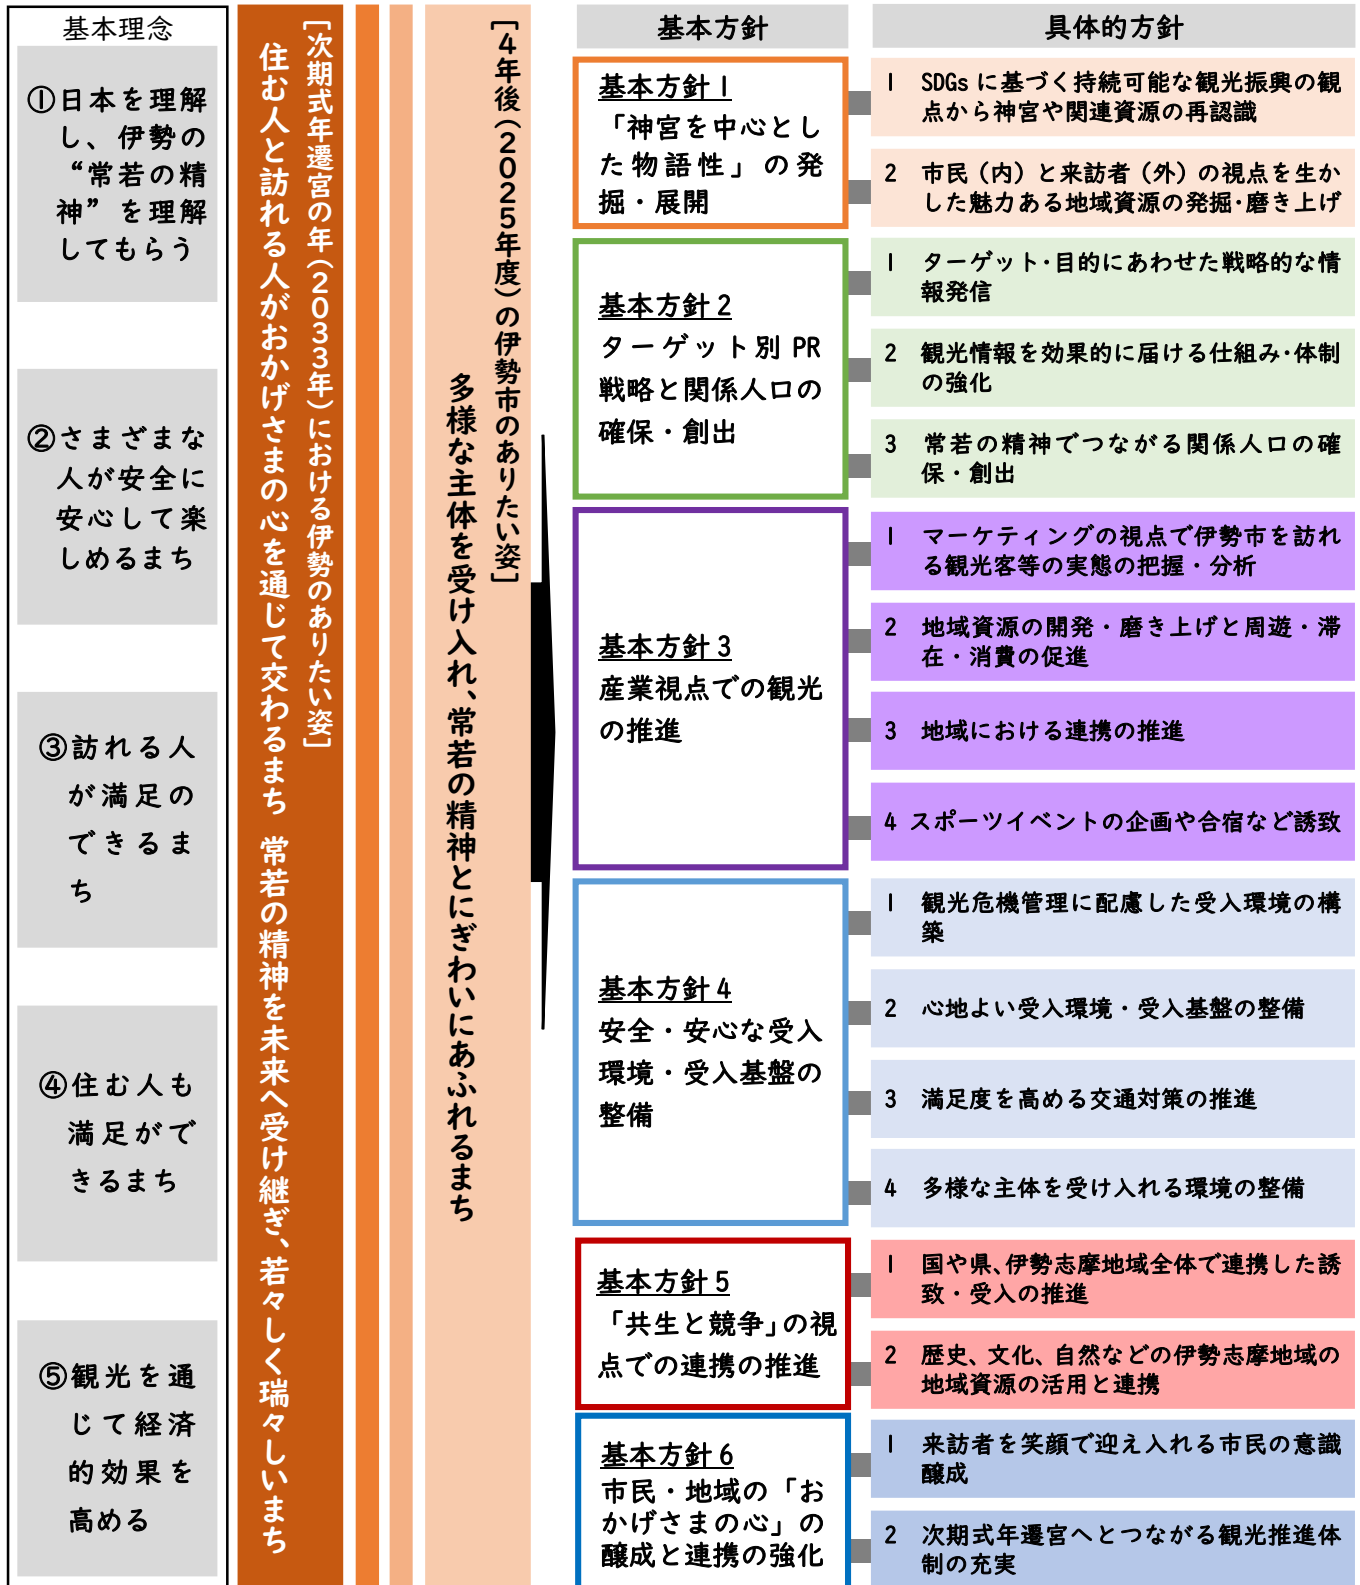 基本理念
①日本を理解
し、伊勢の
“常若の精
神”を理解
してもらう
②さまざまな
人が安全に
安心して楽
しめるまち
③訪れる人
が満足の
できるま
ち
④住む人も
満足がで
きるまち
⑤観光を通
じて経済
的効果を
高める
［次期式年遷宮の年（２０３３年）における伊勢のありたい姿］
住む人と訪れる人がおかげさまの心を通じて交わるまち 常若の精神を未来へ受け継ぎ、若々しく瑞々しいまち
［４年後（２０２５年度）の伊勢市のありたい姿］
多様な主体を受け入れ、常若の精神とにぎわいにあふれるまち
基本方針
具体的方針
基本方針1
「神宮を中心とし
た物語性」の発
掘・展開
1 SDGsに基づく持続可能な観光振興の観
点から神宮や関連資源の再認識
2 市民（内）と来訪者（外）の視点を生か
した魅力ある地域資源の発掘・磨き上げ
基本方針2
ターゲット別PR
戦略と関係人口の
確保・創出
1 ターゲット・目的にあわせた戦略的な情
報発信
2 観光情報を効果的に届ける仕組み・体制
の強化
3 常若の精神でつながる関係人口の確
保・創出
基本方針3
産業視点での観光
の推進
1 マーケティングの視点で伊勢市を訪れ
る観光客等の実態の把握・分析
2 地域資源の開発・磨き上げと周遊・滞
在・消費の促進
3 地域における連携の推進
4 スポーツイベントの企画や合宿など誘致
基本方針4
安全・安心な受入
環境・受入基盤の
整備
1 観光危機管理に配慮した受入環境の構
築
2 心地よい受入環境・受入基盤の整備
3 満足度を高める交通対策の推進
4 多様な主体を受け入れる環境の整備
基本方針5
「共生と競争」の視
点での連携の推進
1 国や県、伊勢志摩地域全体で連携した誘
致・受入の推進
2 歴史、文化、自然などの伊勢志摩地域の
地域資源の活用と連携
基本方針6
市民・地域の「お
かげさまの心」の
醸成と連携の強化
1 来訪者を笑顔で迎え入れる市民の意識
醸成
2 次期式年遷宮へとつながる観光推進体
制の充実